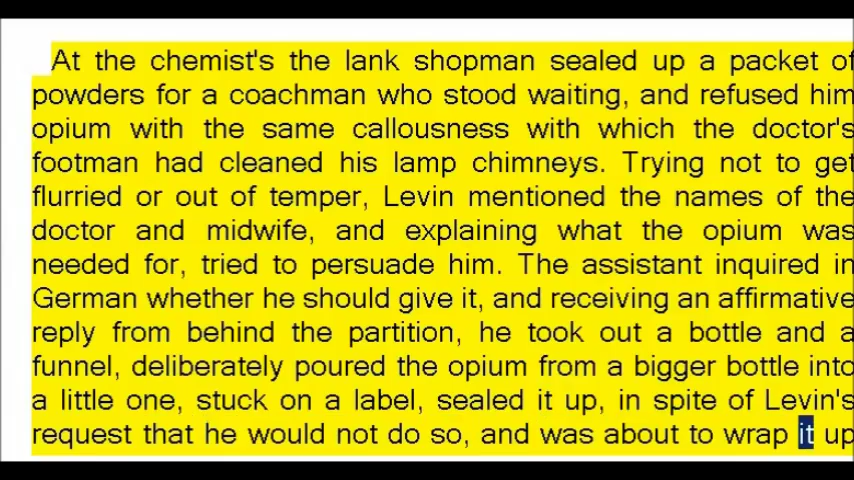 At the chemist's the lank shopman sealed up a packet of
powders for a coachman who stood waiting, and refused him
opium with the same callousness with which the doctor's
footman had cleaned his lamp chimneys. Trying not to get
flurried or out of temper, Levin mentioned the names of the
doctor and midwife, and explaining what the opium was
needed for, tried to persuade him. The assistant inquired in
German whether he should give it, and receiving an affirmative
reply from behind the partition, he took out a bottle and a
funnel, deliberately poured the opium from a bigger bottle into
a little one, stuck on a label, sealed it up, in spite of Levin's
request that he would not do so, and was about to wrap it up